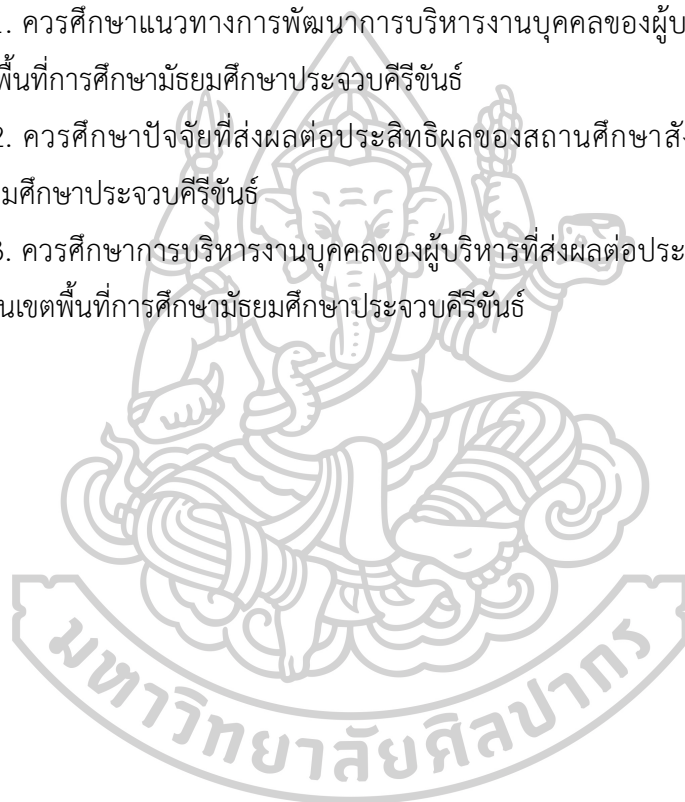 1. ควรศึกษาแนวทางการพัฒนาการบริหารงานบุคคลของผู้บ
พื้นที่การศึกษามัธยมศึกษาประจวบคีรีขันธ์
2. ควรศึกษาปัจจัยที่ส่งผลต่อประสิทธิผลของสถานศึกษาสัง
มศึกษาประจวบคีรีขันธ์
3. ควรศึกษาการบริหารงานบุคคลของผู้บริหารที่ส่งผลต่อประ
นเขตพื้นที่การศึกษามัธยมศึกษาประจวบคีรีขันธ์
มหาวิทยาลัยศิลปากร